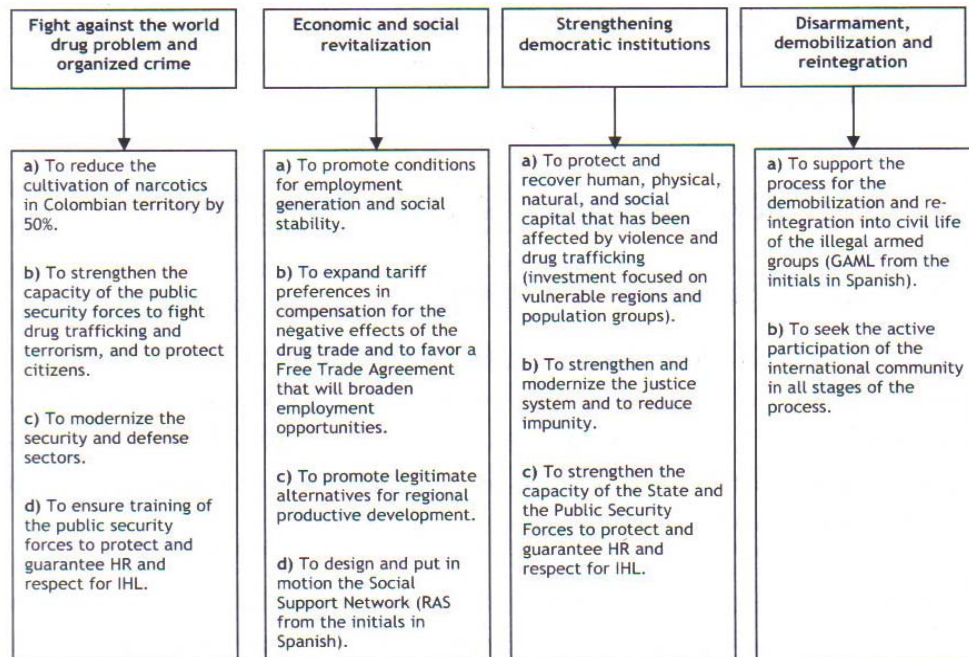 Fight against the world
drug problem and
organized crime
a) To reduce the
cultivation of narcotics
in Colombian territory by
50%.
b) To strengthen the
capacity of the public
security forces to fight
drug trafficking and
terrorism, and to protect
citizens.
c) To modernize the
security and defense
sectors.
d) To ensure training of
the public security
forces to protect and
guarantee HR and
respect for IHL.
Economic and social
revitalization
a) To promote conditions
for employment
generation and social
stability.
b) To expand tariff
preferences in
compensation for the
negative effects of the
drug trade and to favor a
Free Trade Agreement
that will broaden
employment
opportunities.
c) To promote legitimate
alternatives for regional
productive development.
d) To design and put in
motion the Social
Support Network (RAS
from the initials in
Spanish).
Strengthening
democratic institutions
a) To protect and
recover human, physical,
natural, and social
capital that has been
affected by violence and
drug trafficking
(investment focused on
vulnerable regions and
population groups).
b) To strengthen and
modernize the justice
system and to reduce
impunity.
c) To strengthen the
capacity of the State and
the Public Security
Forces to protect and
guarantee HR and
respect for IHL.
Disarmament,
demobilization and
reintegration
a) To support the
process for the
demobilization and re-
integration into civil life
of the illegal armed
groups (GAML from the
initials in Spanish).
b) To seek the active
participation of the
international community
in all stages of the
process.